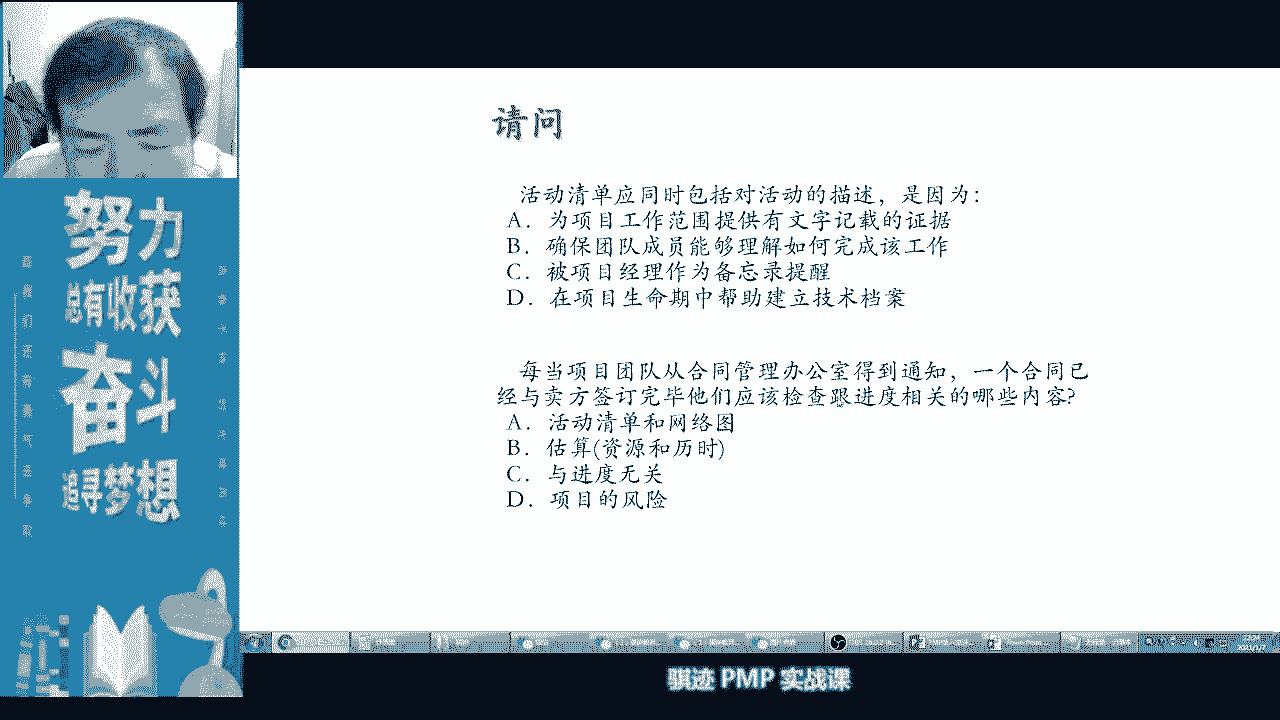 请问
活动清单应同时包括对活动的描述，是因为：
A．为项目工作范围提供有文字记载的证据
B．确保团队成员能够理解如何完成该工作
C．被项目经理作为备忘录提醒
D．在项目生命期中帮助建立技术档案
每当项目团队从合同管理办公室得到通知，一个合同已
经与卖方签订完毕他们应该检查跟进度相关的哪些内容?
A．活动清单和网络图
B．估算(资源和历时)
C．与进度无关
D．项目的风险
努力
总有收获
奋斗
追寻梦想
2021/1/7
骐迹 PMP 实战课